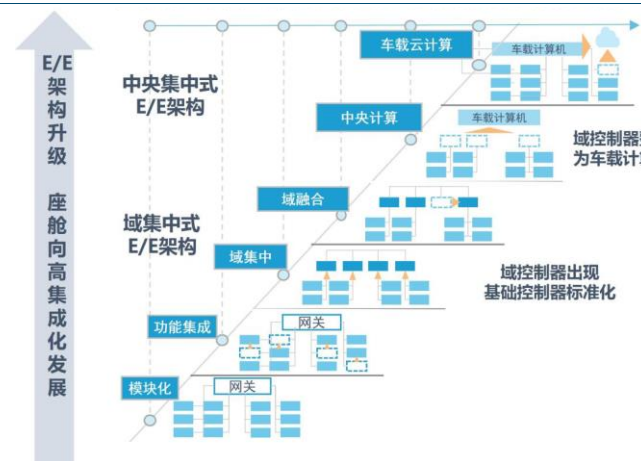 E/E
架
构
升
级
座
舱
向
高
集
成
化
发
展
车载云计算
车载计算机
中央集中式
E/E架构
中央计算
车载计算机
域控制器
为车载计
域融合
域集中式
E/E架构
域集中
域控制器出现
基础控制器标准化
功能集成
网关
模块化
网关